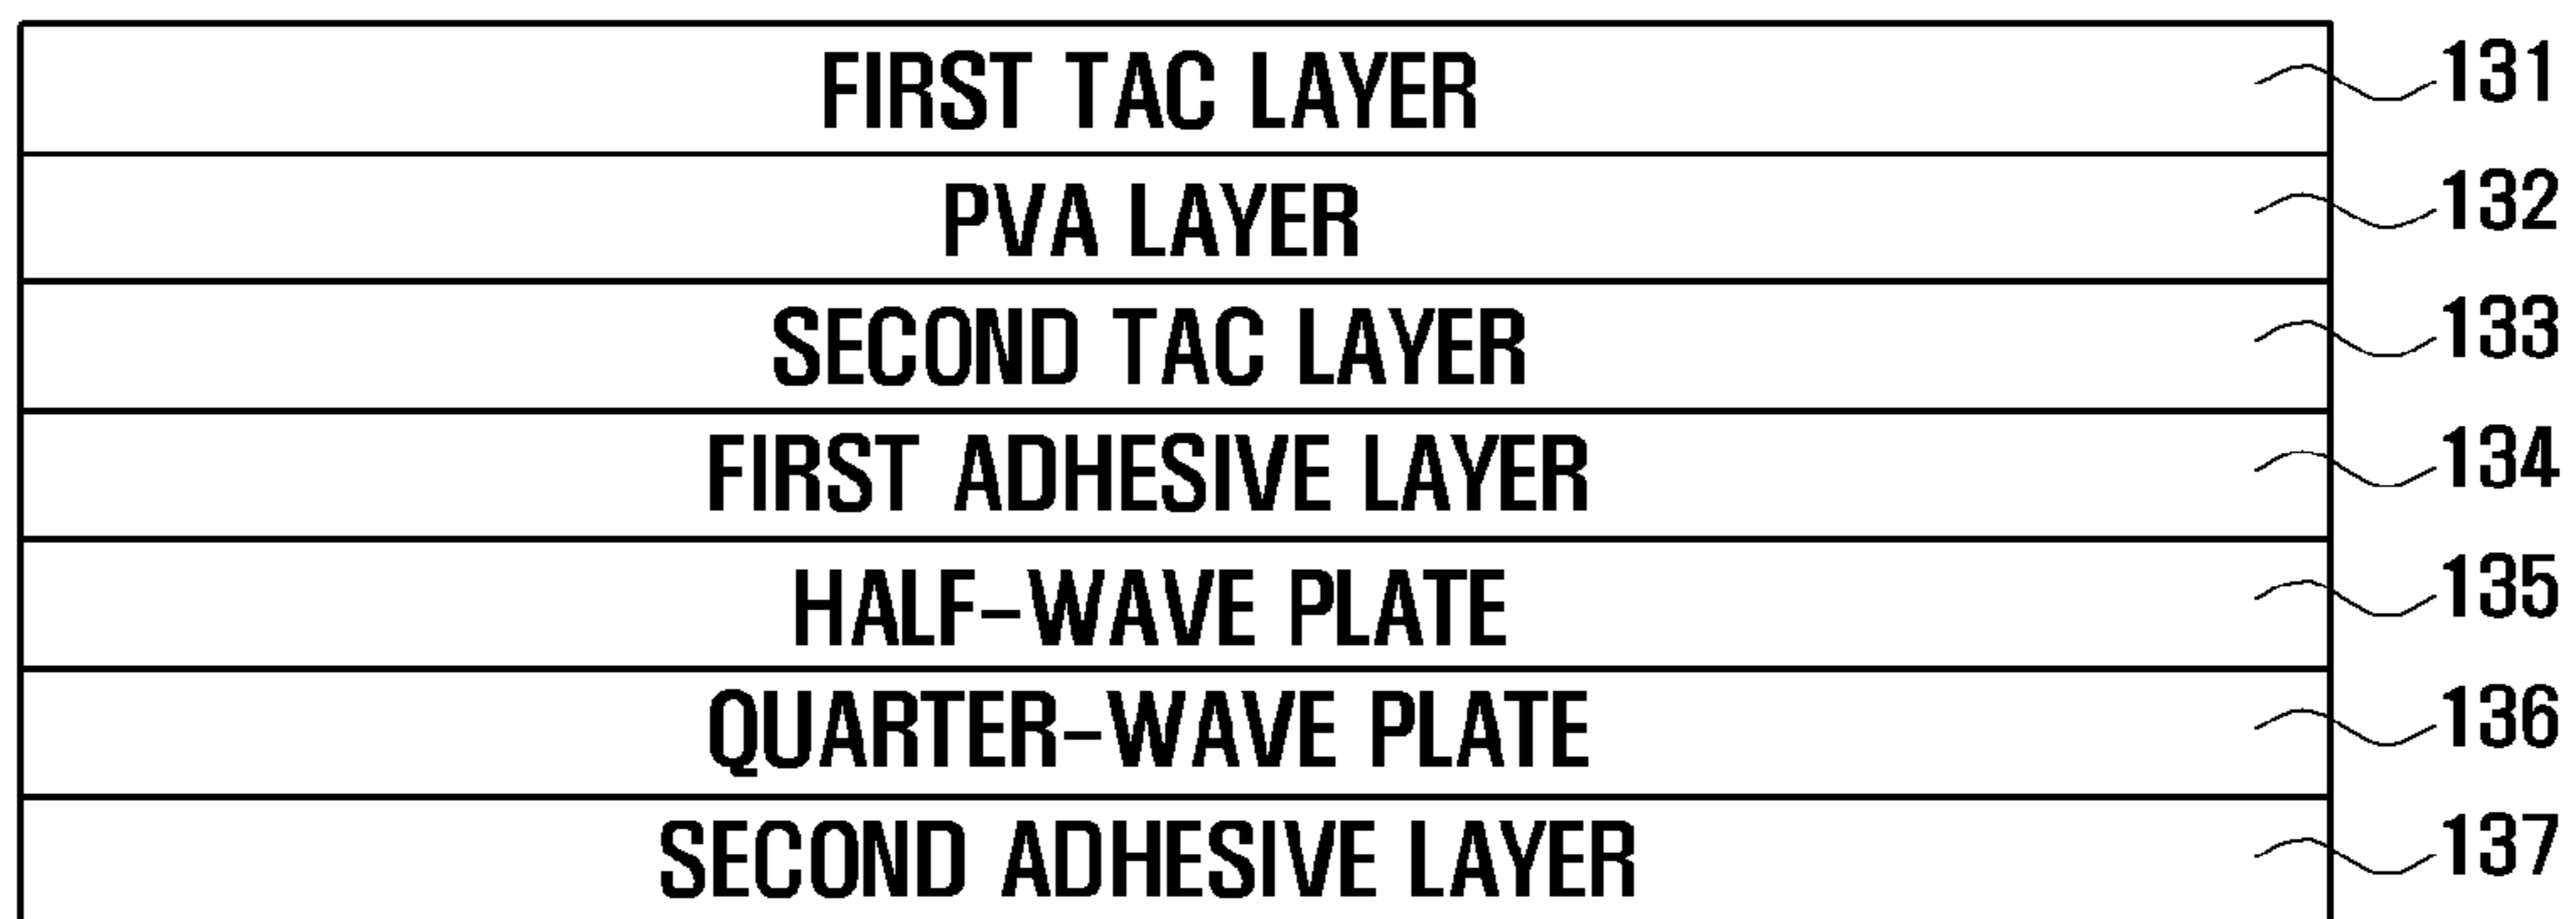 FIRST TAC LAYER 131
PVA LAYER 132
SECOND TAC LAYER 133
FIRST ADHESIVE LAYER 134
HALF-WAVE PLATE 135
QUARTER-WAVE PLATE 136
SECOND ADHESIVE LAYER 137